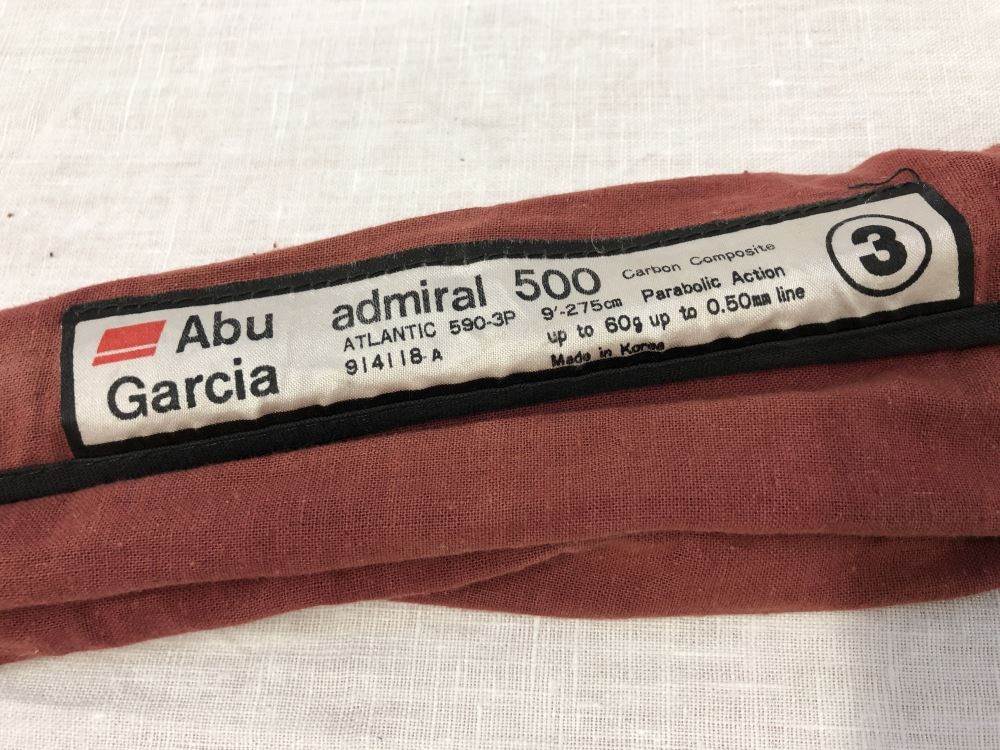 Abu
Garcia
admiral 500 Carbon Composite
ATLANTIC 590-3P 9'-275cm Parabolic Action
914118-A up to 60g up to 0.50mm line
Made in Korea
3